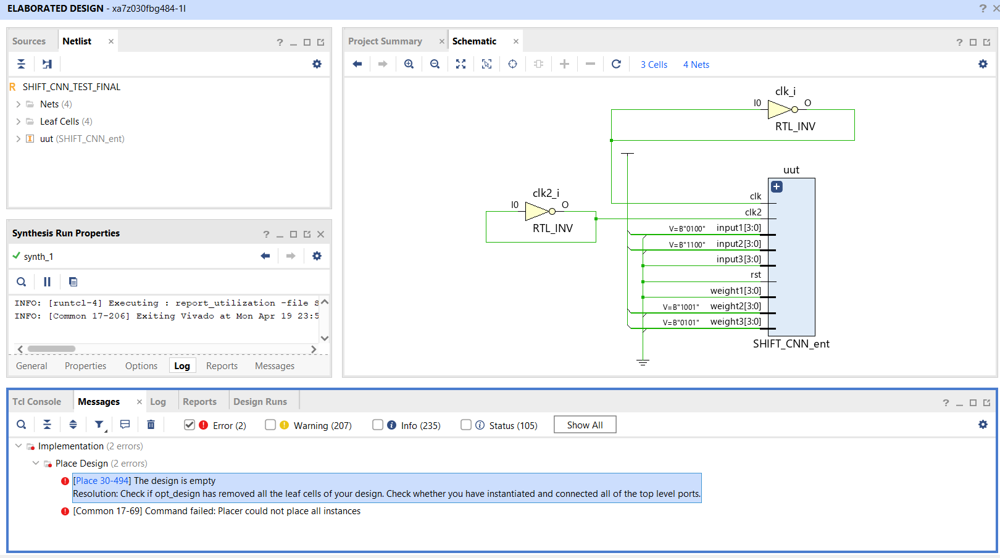 ELABORATED DESIGN - xa7z030fbg484-1I
Sources
Netlist
SHIFT_CNN_TEST_FINAL
Nets (4)
Leaf Cells (4)
uut (SHIFT_CNN_ent)
Synthesis Run Properties
synth_1
INFO: [runtcl-4] Executing : report_utilization -file S
INFO: [Common 17-206] Exiting Vivado at Mon Apr 19 23:5
General Properties Options Log Reports Messages
Project Summary
Schematic
3 Cells 4 Nets
clk_i
I0 O
RTL_INV
uut
clk2_i
I0 O
RTL_INV
clk
clk2
V=B"0100" input1[3:0]
V=B"1100" input2[3:0]
input3[3:0]
rst
weight1[3:0]
V=B"1001" weight2[3:0]
V=B"0101" weight3[3:0]
SHIFT_CNN_ent
Tcl Console Messages Log Reports Design Runs
Error (2) Warning (207) Info (235) Status (105) Show All
Implementation (2 errors)
Place Design (2 errors)
[Place 30-494] The design is empty
Resolution: Check if opt_design has removed all the leaf cells of your design. Check whether you have instantiated and connected all of the top level ports.
[Common 17-69] Command failed: Placer could not place all instances